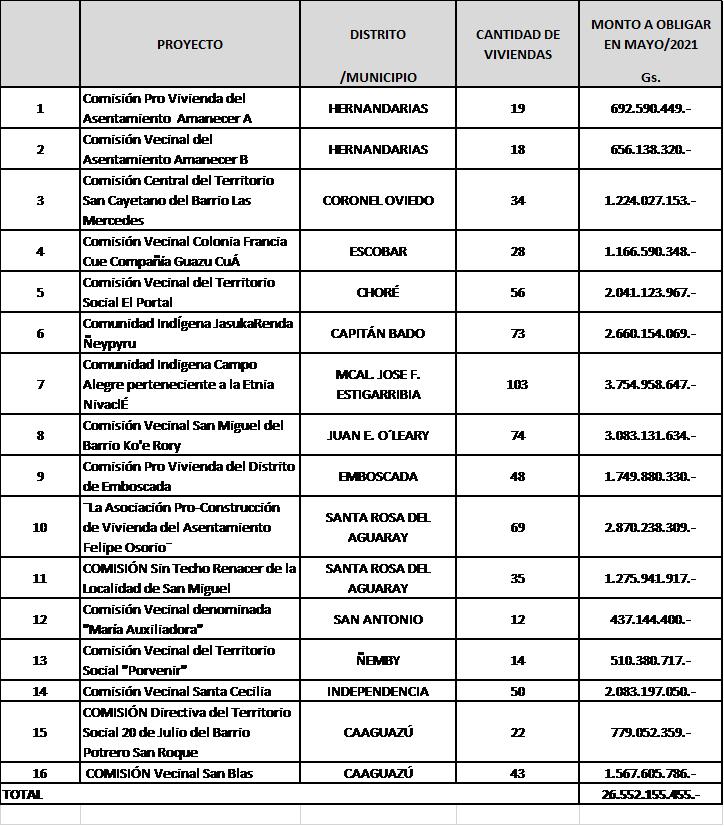 PROYECTO
DISTRITO
/MUNICIPIO
CANTIDAD DE
VIVIENDAS
MONTO A OBLIGAR
EN MAYO/2021
Gs.
1
Comisión Pro Vivienda del
Asentamiento Amanecer A
HERNANDARIAS
19
692.590.449.-
2
Comisión Vecinal del
Asentamiento Amanecer B
HERNANDARIAS
18
656.138.320.-
3
Comisión Central del Territorio
San Cayetano del Barrio Las
Mercedes
CORONEL OVIEDO
34
1.224.027.153.-
4
Comisión Vecinal Colonia Francia
Cue Compañía Guazu CuÁ
ESCOBAR
28
1.166.590.348.-
5
Comisión Vecinal del Territorio
Social El Portal
CHORÉ
56
2.041.123.967.-
6
Comunidad IndÍgena JasukaRenda
Ñeypyru
CAPITÁN BADO
73
2.660.154.069.-
7
Comunidad Indigena Campo
Alegre perteneciente a la Etnia
NivaclÉ
MCAL. JOSE F.
ESTIGARRIBIA
103
3.754.958.647.-
8
Comisión Vecinal San Miguel del
Barrio Ko'e Rory
JUAN E. O´LEARY
74
3.083.131.634.-
9
Comisión Pro Vivienda del Distrito
de Emboscada
EMBOSCADA
48
1.749.880.330.-
10
¨La Asociación Pro-Construcción
de Vivienda del Asentamiento
Felipe Osorio¨
SANTA ROSA DEL
AGUARAY
69
2.870.238.309.-
11
COMISIÓN Sin Techo Renacer de la
Localidad de San Miguel
SANTA ROSA DEL
AGUARAY
35
1.275.941.917.-
12
Comisión Vecinal denominada
"María Auxiliadora"
SAN ANTONIO
12
437.144.400.-
13
Comisión Vecinal del Territorio
Social "Porvenir"
ÑEMBY
14
510.380.717.-
14
Comisión Vecinal Santa Cecilia
INDEPENDENCIA
50
2.083.197.050.-
15
COMISIÓN Directiva del Territorio
Social 20 de Julio del Barrio
Potrero San Roque
CAAGUAZÚ
22
779.052.359.-
16
COMISIÓN Vecinal San Blas
CAAGUAZÚ
43
1.567.605.786.-
TOTAL
26.552.155.455.-